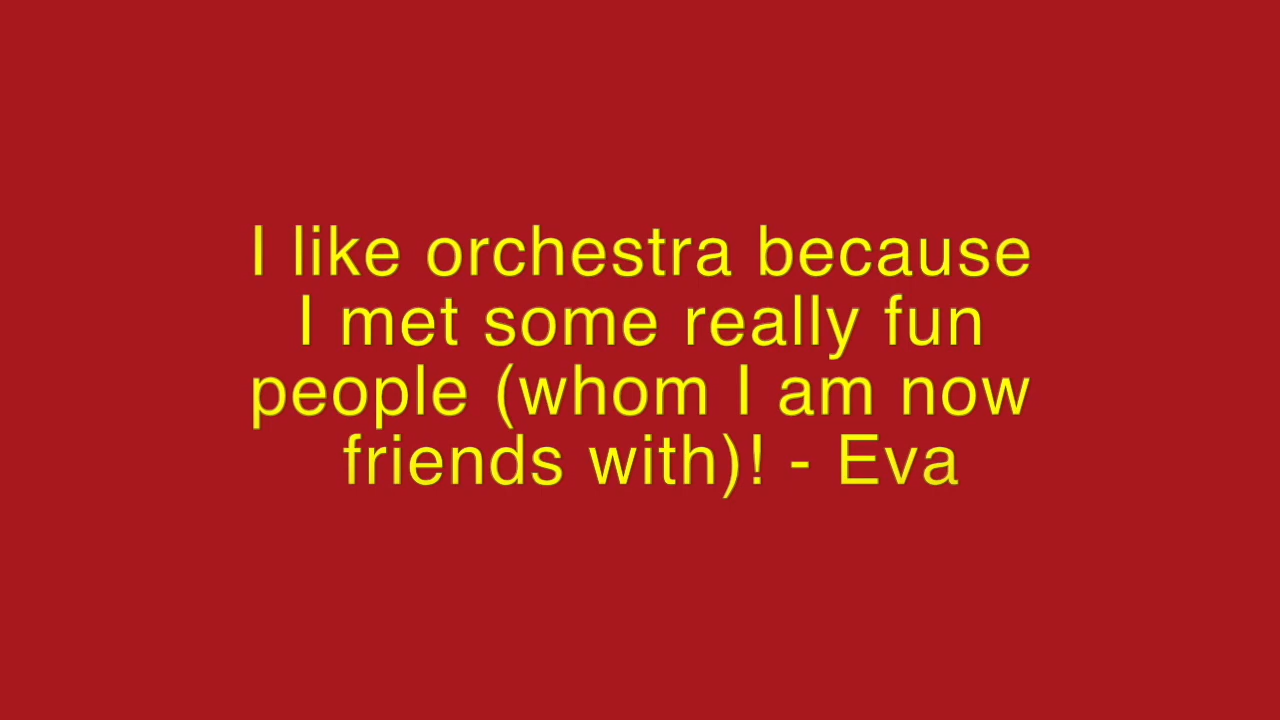 I like orchestra because
I met some really fun
people (whom I am now
friends with)! - Eva